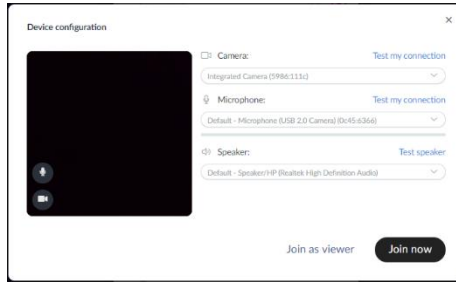 Device configuration
Camera:
Test my connection
Integrated Camera (5986:111c)
Microphone:
Test my connection
Default - Microphone (USB 2.0 Camera) (0c45:6366)
Speaker:
Test speaker
Default - Speaker/HP (Realtek High Definition Audio)
Join as viewer
Join now